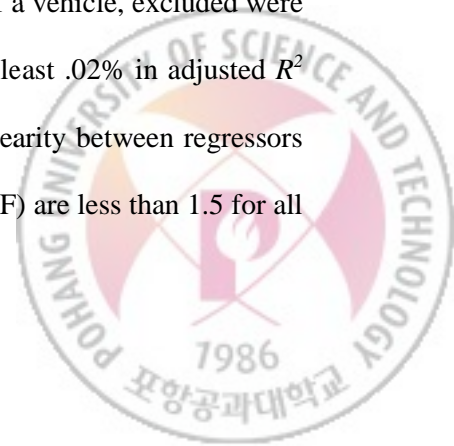 a vehicle, excluded were
least .02% in adjusted R²
earity between regressors
F) are less than 1.5 for all
POHANG UNIVERSITY OF SCIENCE AND TECHNOLOGY
1986
포항공과대학교